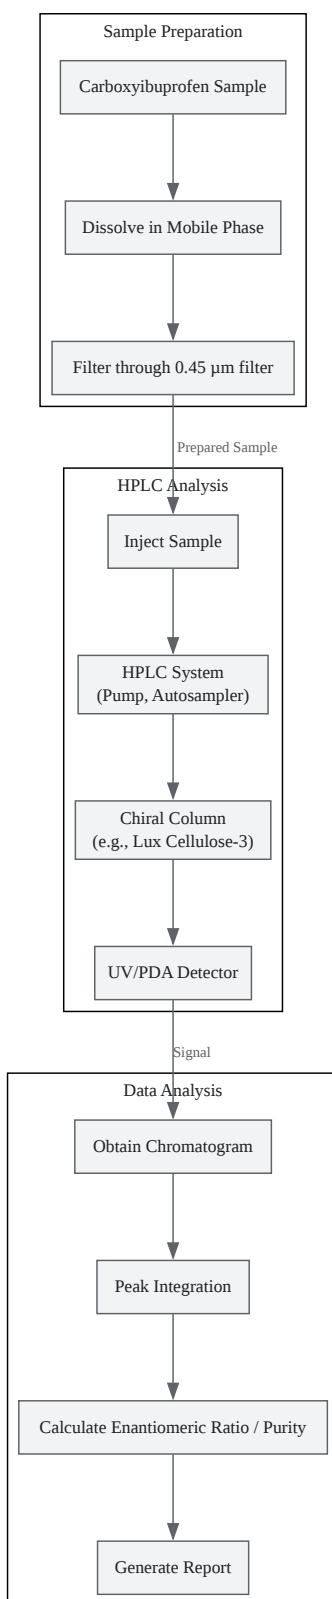 Sample Preparation
Carboxyibuprofen Sample
Dissolve in Mobile Phase
Filter through 0.45 µm filter
Prepared Sample
HPLC Analysis
Inject Sample
HPLC System
(Pump, Autosampler)
Chiral Column
(e.g., Lux Cellulose-3)
UV/PDA Detector
Signal
Data Analysis
Obtain Chromatogram
Peak Integration
Calculate Enantiomeric Ratio / Purity
Generate Report